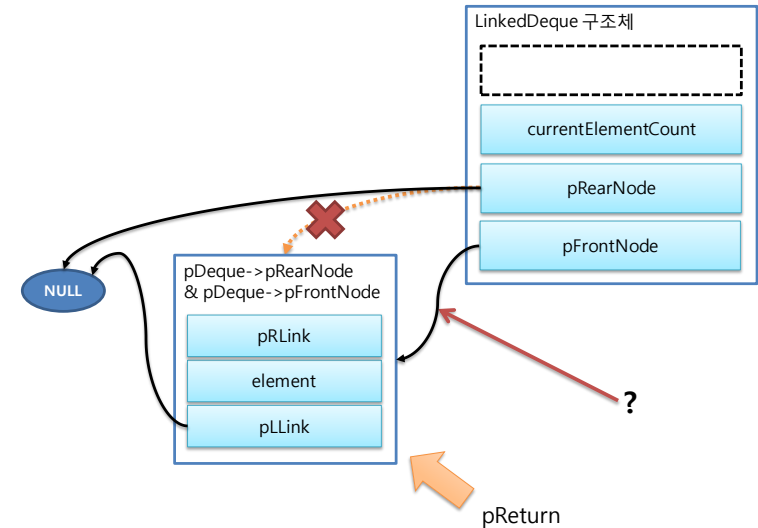 LinkedDeque 구조체
currentElementCount
pRearNode
pFrontNode
NULL
pDeque->pRearNode
& pDeque->pFrontNode
pRLink
element
pLLink
?
pReturn